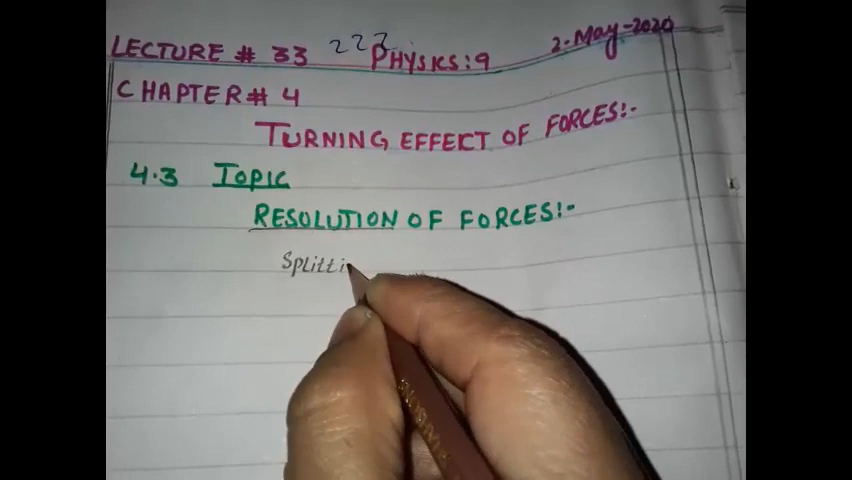 LECTURE # 33 227 PHYSICS:9 2-May-2020
CHAPTER# 4
TURNING EFFECT OF FORCES:-
4.3 TOPIC
RESOLUTION OF FORCES:-
Splitti